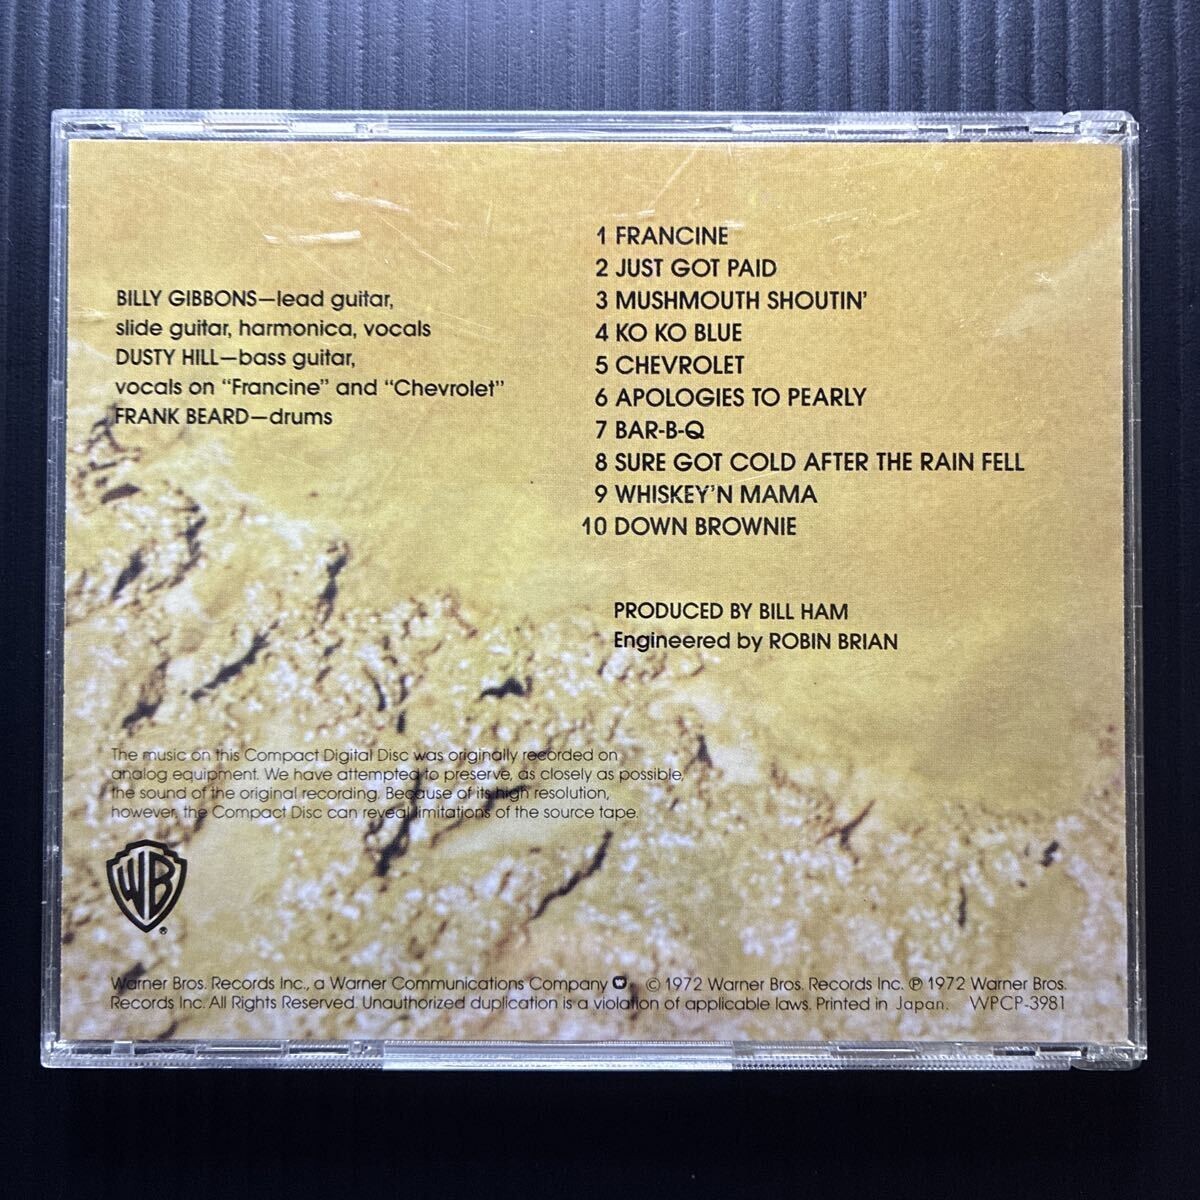 BILLY GIBBONS—lead guitar,
slide guitar, harmonica, vocals
DUSTY HILL—bass guitar,
vocals on "Francine" and "Chevrolet"
FRANK BEARD—drums
1 FRANCINE
2 JUST GOT PAID
3 MUSHMOUTH SHOUTIN'
4 KO KO BLUE
5 CHEVROLET
6 APOLOGIES TO PEARLY
7 BAR-B-Q
8 SURE GOT COLD AFTER THE RAIN FELL
9 WHISKEY'N MAMA
10 DOWN BROWNIE
PRODUCED BY BILL HAM
Engineered by ROBIN BRIAN
The music on this Compact Digital Disc was originally recorded on
analog equipment. We have attempted to preserve, as closely as possible,
the sound of the original recording. Because of its high resolution,
however, the Compact Disc can reveal limitations of the source tape.
WB
®
Warner Bros. Records Inc., a Warner Communications Company W. © 1972 Warner Bros. Records Inc. ℗ 1972 Warner Bros.
Records Inc. All Rights Reserved. Unauthorized duplication is a violation of applicable laws. Printed in Japan. WPCP-3981